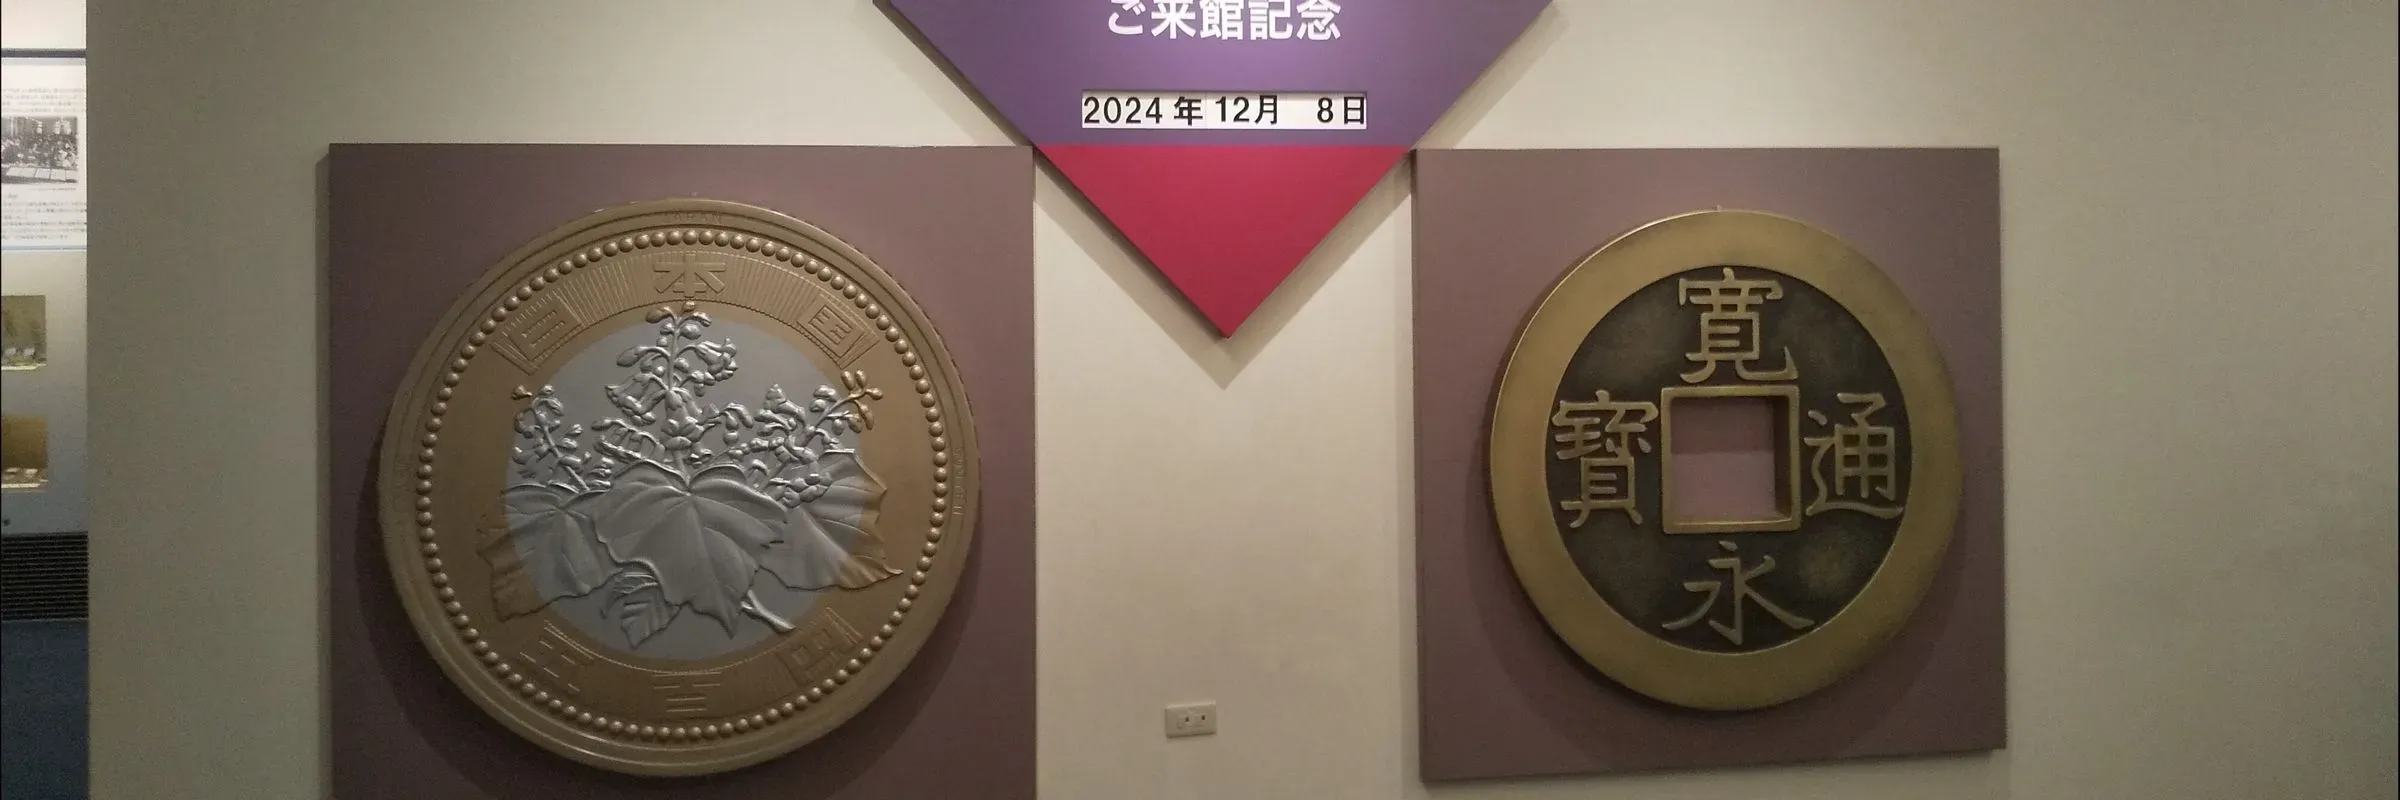 ご来館記念
2024年 12月 8日
JAPAN
日本国
五百円
寛
寶 通
永